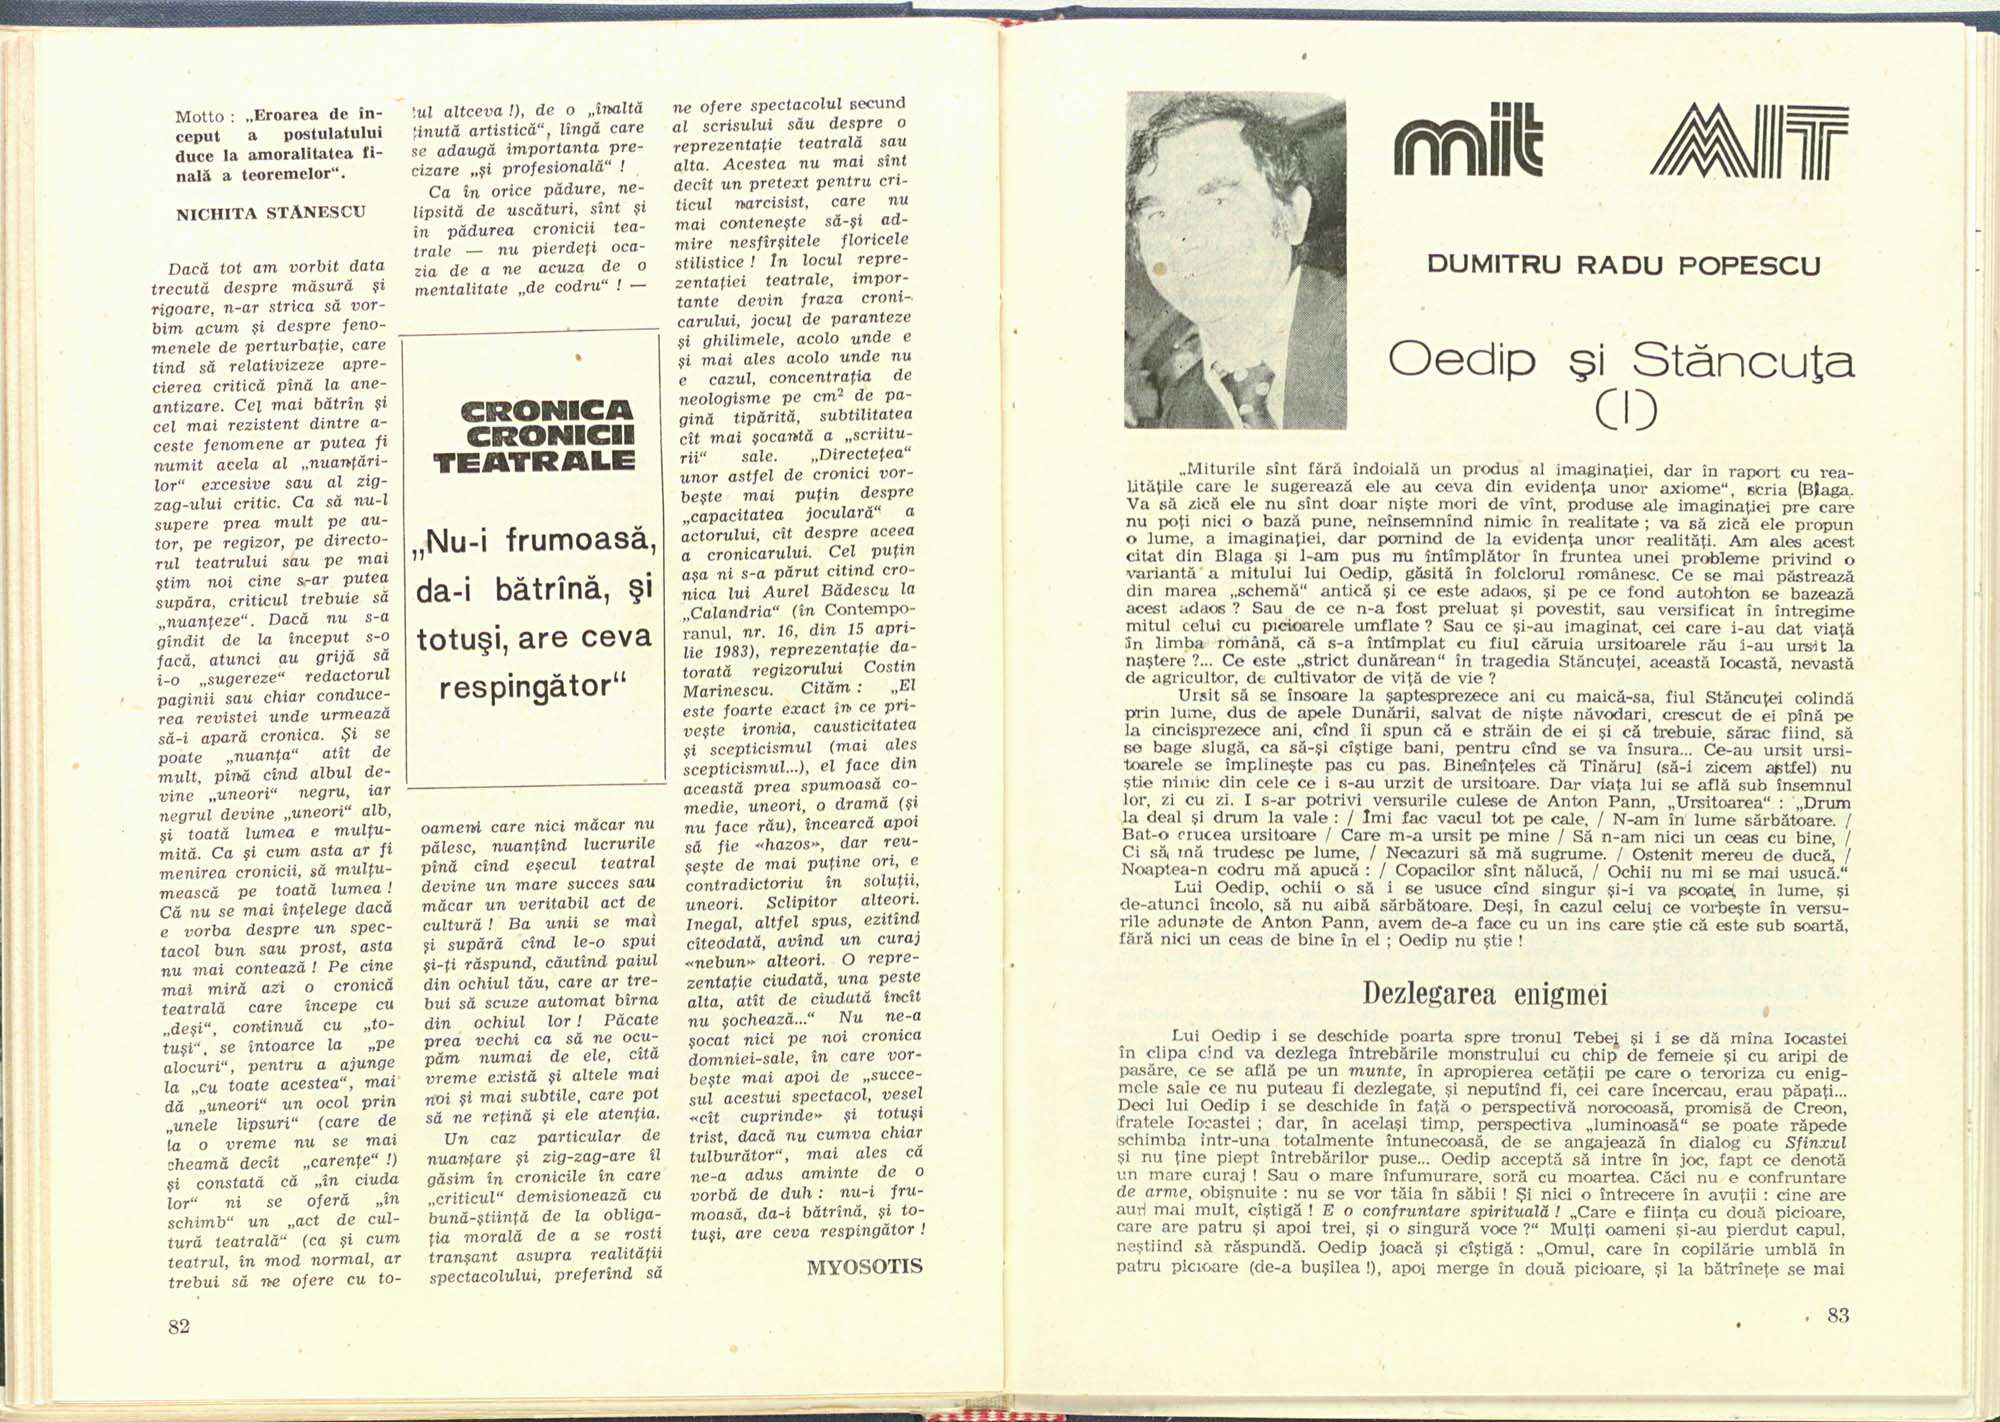 Motto : „Eroarea de în-
ceput a postulatului
duce la amoralitatea fi-
nală a teoremelor“.
NICHITA STĂNESCU
Dacă tot am vorbit data
trecută despre măsură și
rigoare, n-ar strica să vor-
bim acum și despre feno-
menele de perturbație, care
tind să relativizeze apre-
cierea critică pînă la ane-
antizare. Cel mai bătrîn și
cel mai rezistent dintre a-
ceste fenomene ar putea fi
numit acela al „nuanțări-
lor“ excesive sau al zig-
zag-ului critic. Ca să nu-l
supere prea mult pe au-
tor, pe regizor, pe directo-
rul teatrului sau pe mai
știm noi cine s-ar putea
supăra, criticul trebuie să
„nuanțeze“. Dacă nu s-a
gîndit de la început s-o
facă, atunci au grijă să
i-o „sugereze“ redactorul
paginii sau chiar conduce-
rea revistei unde urmează
să-i apară cronica. Și se
poate „nuanța“ atît de
mult, pînă cînd albul de-
vine „uneori“ negru, iar
negrul devine „uneori“ alb,
și toată lumea e mulțu-
mită. Ca și cum asta ar fi
menirea cronicii, să mulțu-
mească pe toată lumea !
Că nu se mai înțelege dacă
e vorba despre un spec-
tacol bun sau prost, asta
nu mai contează ! Pe cine
mai miră azi o cronică
teatrală care începe cu
„deși“, continuă cu „to-
tuși“, se întoarce la „pe
alocuri“, pentru a ajunge
la „cu toate acestea“, mai
dă „uneori“ un ocol prin
„unele lipsuri“ (care de
la o vreme nu se mai
cheamă decît „carențe“ !)
și constată că „în ciuda
lor“ ni se oferă „în
schimb“ un „act de cul-
tură teatrală“ (ca și cum
teatrul, în mod normal, ar
trebui să ne ofere cu to-
tul altceva !), de o „înaltă
ținută artistică“, lîngă care
se adaugă importanta pre-
cizare „și profesională“ !
Ca în orice pădure, ne-
lipsită de uscături, sînt și
în pădurea cronicii tea-
trale — nu pierdeți oca-
zia de a ne acuza de o
mentalitate „de codru“ ! —
CRONICA
CRONICII
TEATRALE
„Nu-i frumoasă,
da-i bătrînă, și
totuși, are ceva
respingător“
oameni care nici măcar nu
pălesc, nuanțînd lucrurile
pînă cînd eșecul teatral
devine un mare succes sau
măcar un veritabil act de
cultură ! Ba unii se mai
și supără cînd le-o spui
și-ți răspund, căutînd paiul
din ochiul tău, care ar tre-
bui să scuze automat bîrna
din ochiul lor ! Păcate
prea vechi ca să ne ocu-
păm numai de ele, cîtă
vreme există și altele mai
noi și mai subtile, care pot
să ne rețină și ele atenția.
Un caz particular de
nuanțare și zig-zag-are îl
găsim în cronicile în care
„criticul“ demisionează cu
bună-știință de la obliga-
ția morală de a se rosti
tranșant asupra realității
spectacolului, preferînd să
ne ofere spectacolul secund
al scrisului său despre o
reprezentație teatrală sau
alta. Acestea nu mai sînt
decît un pretext pentru cri-
ticul narcisist, care nu
mai contenește să-și ad-
mire nesfîrșitele floricele
stilistice ! În locul repre-
zentației teatrale, impor-
tante devin fraza croni-
carului, jocul de paranteze
și ghilimele, acolo unde e
și mai ales acolo unde nu
e cazul, concentrația de
neologisme pe cm² de pa-
gină tipărită, subtilitatea
cît mai șocantă a „scriitu-
rii“ sale. „Directețea“
unor astfel de cronici vor-
bește mai puțin despre
„capacitatea joculară“ a
actorului, cît despre aceea
a cronicarului. Cel puțin
așa ni s-a părut citind cro-
nica lui Aurel Bădescu la
„Calandria“ (în Contempo-
ranul, nr. 16, din 15 apri-
lie 1983), reprezentație da-
torată regizorului Costin
Marinescu. Cităm : „El
este foarte exact în ce pri-
vește ironia, causticitatea
și scepticismul (mai ales
scepticismul...), el face din
această prea spumoasă co-
medie, uneori, o dramă (și
nu face rău), încearcă apoi
să fie «hazos», dar reu-
șește de mai puține ori, e
contradictoriu în soluții,
uneori. Sclipitor alteori.
Inegal, altfel spus, ezitînd
cîteodată, avînd un curaj
«nebun» alteori. O repre-
zentație ciudată, una peste
alta, atît de ciudată încît
nu șochează...“ Nu ne-a
șocat nici pe noi cronica
domniei-sale, în care vor-
bește mai apoi de „succe-
sul acestui spectacol, vesel
«cît cuprinde» și totuși
trist, dacă nu cumva chiar
tulburător“, mai ales că
ne-a adus aminte de o
vorbă de duh : nu-i fru-
moasă, da-i bătrînă, și to-
tuși, are ceva respingător !
MYOSOTIS
82
mit MIT
DUMITRU RADU POPESCU
Oedip și Stăncuța
(I)
„Miturile sînt fără îndoială un produs al imaginației, dar în raport cu rea-
litățile care le sugerează ele au ceva din evidența unor axiome“, scria (Blaga.
Va să zică ele nu sînt doar niște mori de vînt, produse ale imaginației pre care
nu poți nici o bază pune, neînsemnînd nimic în realitate ; va să zică ele propun
o lume, a imaginației, dar pornind de la evidența unor realități. Am ales acest
citat din Blaga și l-am pus nu întîmplător în fruntea unei probleme privind o
variantă a mitului lui Oedip, găsită în folclorul românesc. Ce se mai păstrează
din marea „schemă“ antică și ce este adaos, și pe ce fond autohton se bazează
acest adaos ? Sau de ce n-a fost preluat și povestit, sau versificat în întregime
mitul celui cu picioarele umflate ? Sau ce și-au imaginat, cei care i-au dat viață
în limba română, că s-a întîmplat cu fiul căruia ursitoarele rău i-au ursit la
naștere ?... Ce este „strict dunărean“ în tragedia Stăncuței, această Iocastă, nevastă
de agricultor, de cultivator de viță de vie ?
Ursit să se însoare la șaptesprezece ani cu maică-sa, fiul Stăncuței colindă
prin lume, dus de apele Dunării, salvat de niște năvodari, crescut de ei pînă pe
la cincisprezece ani, cînd îi spun că e străin de ei și că trebuie, sărac fiind, să
se bage slugă, ca să-și cîștige bani, pentru cînd se va însura... Ce-au ursit ursi-
toarele se împlinește pas cu pas. Bineînțeles că Tînărul (să-i zicem astfel) nu
știe nimic din cele ce i s-au urzit de ursitoare. Dar viața lui se află sub însemnul
lor, zi cu zi. I s-ar potrivi versurile culese de Anton Pann, „Ursitoarea“ : „Drum
la deal și drum la vale : / Îmi fac vacul tot pe cale, / N-am în lume sărbătoare. /
Bat-o crucea ursitoare / Care m-a ursit pe mine / Să n-am nici un ceas cu bine, /
Ci să mă trudesc pe lume, / Necazuri să mă sugrume. / Ostenit mereu de ducă, /
Noaptea-n codru mă apucă : / Copacilor sînt nălucă, / Ochii nu mi se mai usucă.“
Lui Oedip, ochii o să i se usuce cînd singur și-i va scoate, în lume, și
de-atunci încolo, să nu aibă sărbătoare. Deși, în cazul celui ce vorbește în versu-
rile adunate de Anton Pann, avem de-a face cu un ins care știe că este sub soartă,
fără nici un ceas de bine în el ; Oedip nu știe !
Dezlegarea enigmei
Lui Oedip i se deschide poarta spre tronul Tebei și i se dă mîna Iocastei
în clipa cînd va dezlega întrebările monstrului cu chip de femeie și cu aripi de
pasăre, ce se află pe un munte, în apropierea cetății pe care o teroriza cu enig-
mele sale ce nu puteau fi dezlegate, și neputînd fi, cei care încercau, erau păpați...
Deci lui Oedip i se deschide în față o perspectivă norocoasă, promisă de Creon,
fratele Iocastei ; dar, în același timp, perspectiva „luminoasă“ se poate răpede
schimba într-una totalmente întunecoasă, de se angajează în dialog cu Sfinxul
și nu ține piept întrebărilor puse... Oedip acceptă să intre în joc, fapt ce denotă
un mare curaj ! Sau o mare înfumurare, soră cu moartea. Căci nu e confruntare
de arme, obișnuite : nu se vor tăia în săbii ! Și nici o întrecere în avuții : cine are
aur mai mult, cîștigă ! E o confruntare spirituală ! „Care e ființa cu două picioare,
care are patru și apoi trei, și o singură voce ?“ Mulți oameni și-au pierdut capul,
neștiind să răspundă. Oedip joacă și cîștigă : „Omul, care în copilărie umblă în
patru picioare (de-a bușilea !), apoi merge în două picioare, și la bătrînețe se mai
83